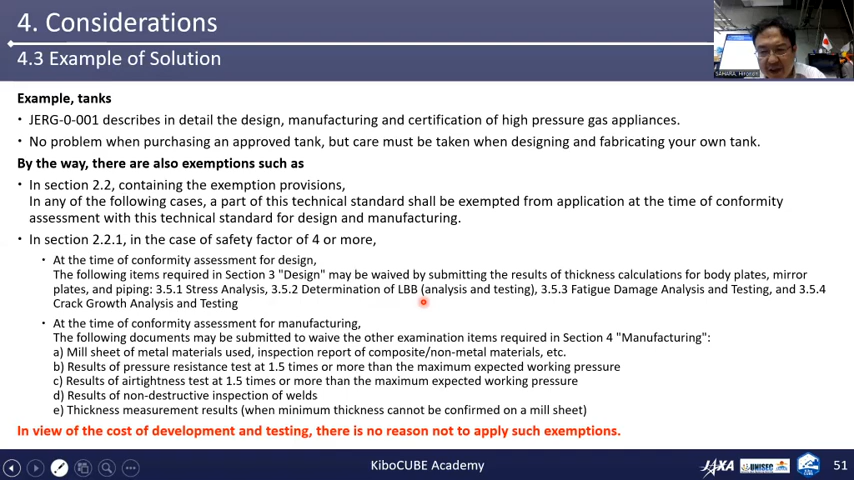 4. Considerations
4.3 Example of Solution
SAHARA, Hironori
Example, tanks
• JERG-0-001 describes in detail the design, manufacturing and certification of high pressure gas appliances.
• No problem when purchasing an approved tank, but care must be taken when designing and fabricating your own tank.
By the way, there are also exemptions such as
• In section 2.2, containing the exemption provisions,
In any of the following cases, a part of this technical standard shall be exempted from application at the time of conformity
assessment with this technical standard for design and manufacturing.
• In section 2.2.1, in the case of safety factor of 4 or more,
• At the time of conformity assessment for design,
The following items required in Section 3 "Design" may be waived by submitting the results of thickness calculations for body plates, mirror
plates, and piping: 3.5.1 Stress Analysis, 3.5.2 Determination of LBB (analysis and testing), 3.5.3 Fatigue Damage Analysis and Testing, and 3.5.4
Crack Growth Analysis and Testing
• At the time of conformity assessment for manufacturing,
The following documents may be submitted to waive the other examination items required in Section 4 "Manufacturing":
a) Mill sheet of metal materials used, inspection report of composite/non-metal materials, etc.
b) Results of pressure resistance test at 1.5 times or more than the maximum expected working pressure
c) Results of airtightness test at 1.5 times or more than the maximum expected working pressure
d) Results of non-destructive inspection of welds
e) Thickness measurement results (when minimum thickness cannot be confirmed on a mill sheet)
In view of the cost of development and testing, there is no reason not to apply such exemptions.
KiboCUBE Academy
JAXA
UNISEC
51